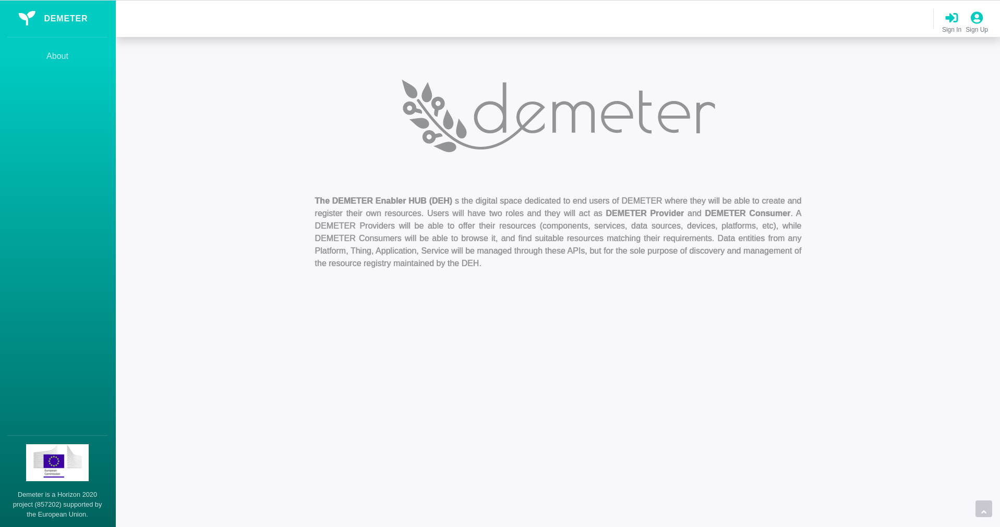 DEMETER
Sign In
Sign Up
About
demeter
The DEMETER Enabler HUB (DEH) s the digital space dedicated to end users of DEMETER where they will be able to create and
register their own resources. Users will have two roles and they will act as DEMETER Provider and DEMETER Consumer. A
DEMETER Providers will be able to offer their resources (components, services, data sources, devices, platforms, etc), while
DEMETER Consumers will be able to browse it, and find suitable resources matching their requirements. Data entities from any
Platform, Thing, Application, Service will be managed through these APIs, but for the sole purpose of discovery and management of
the resource registry maintained by the DEH.
European
Commission
Demeter is a Horizon 2020
project (857202) supported by
the European Union.